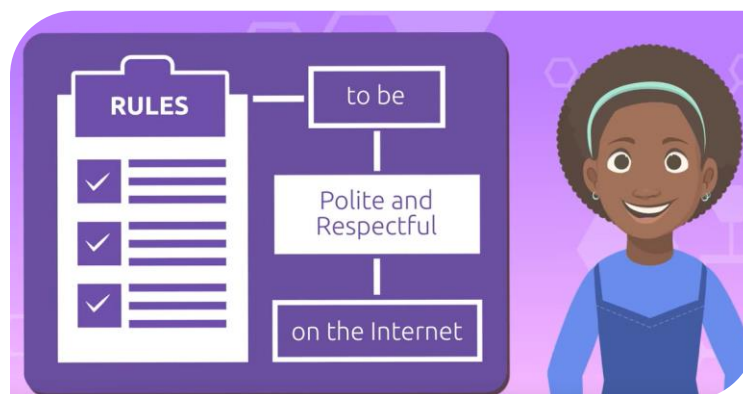 RULES
to be
Polite and
Respectful
on the Internet